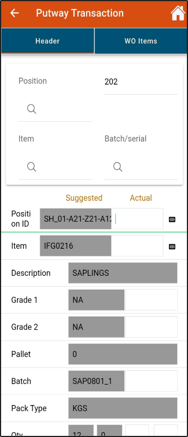 Putway Transaction
Header WO Items
Position 202
Item Batch/serial
Suggested Actual
Positi
on ID SH_01-A21-Z21-A1
Item IFG0216
Description SAPLINGS
Grade 1 NA
Grade 2 NA
Pallet 0
Batch SAP0801_1
Pack Type KGS
Qty 12 0